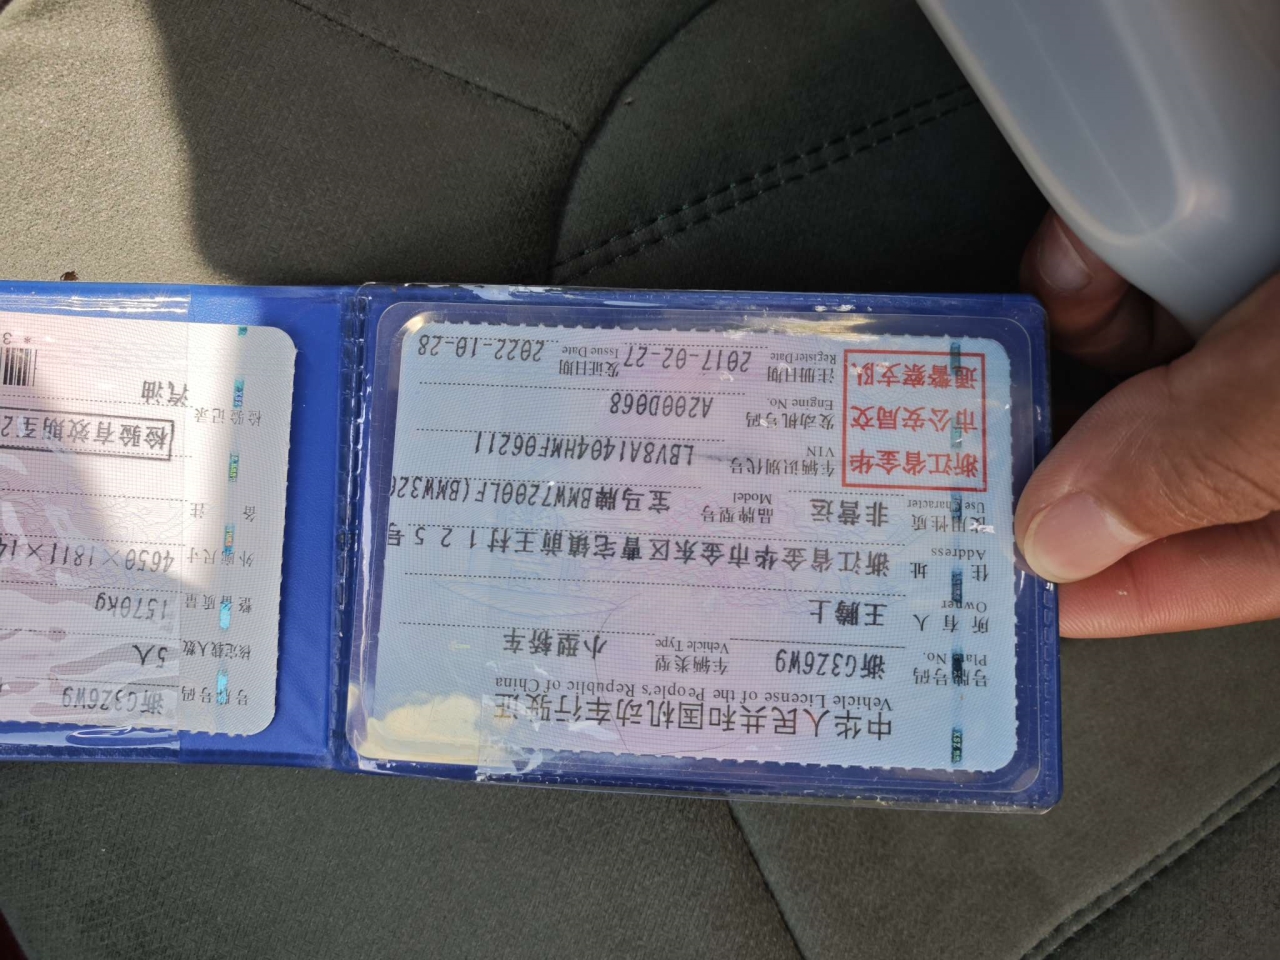 中华人民共和国机动车行驶证
Vehicle License of the People's Republic of China
号牌号码 浙G3Z6W9 车辆类型 小型轿车
Plate No. Vehicle Type
所有人 王腾上
Owner
住址 浙江省金华市金东区曹宅镇前王村125号
Address
使用性质 非营运 品牌型号 宝马牌BMW7200LF(BMW320
Use Character Model
浙江省金华
市公安局交
通警察支队
车辆识别代号 LBV8A1404HMF06211
VIN
发动机号码 A200D068
Engine No.
注册日期 2017-02-27 发证日期 2022-10-28
Register Date Issue Date
号牌号码 浙G3Z6W9
核定载人数 5人
整备质量 1570kg
外廓尺寸 4650×1811×14
备注
检验有效期至2
检验记录
汽油
*3